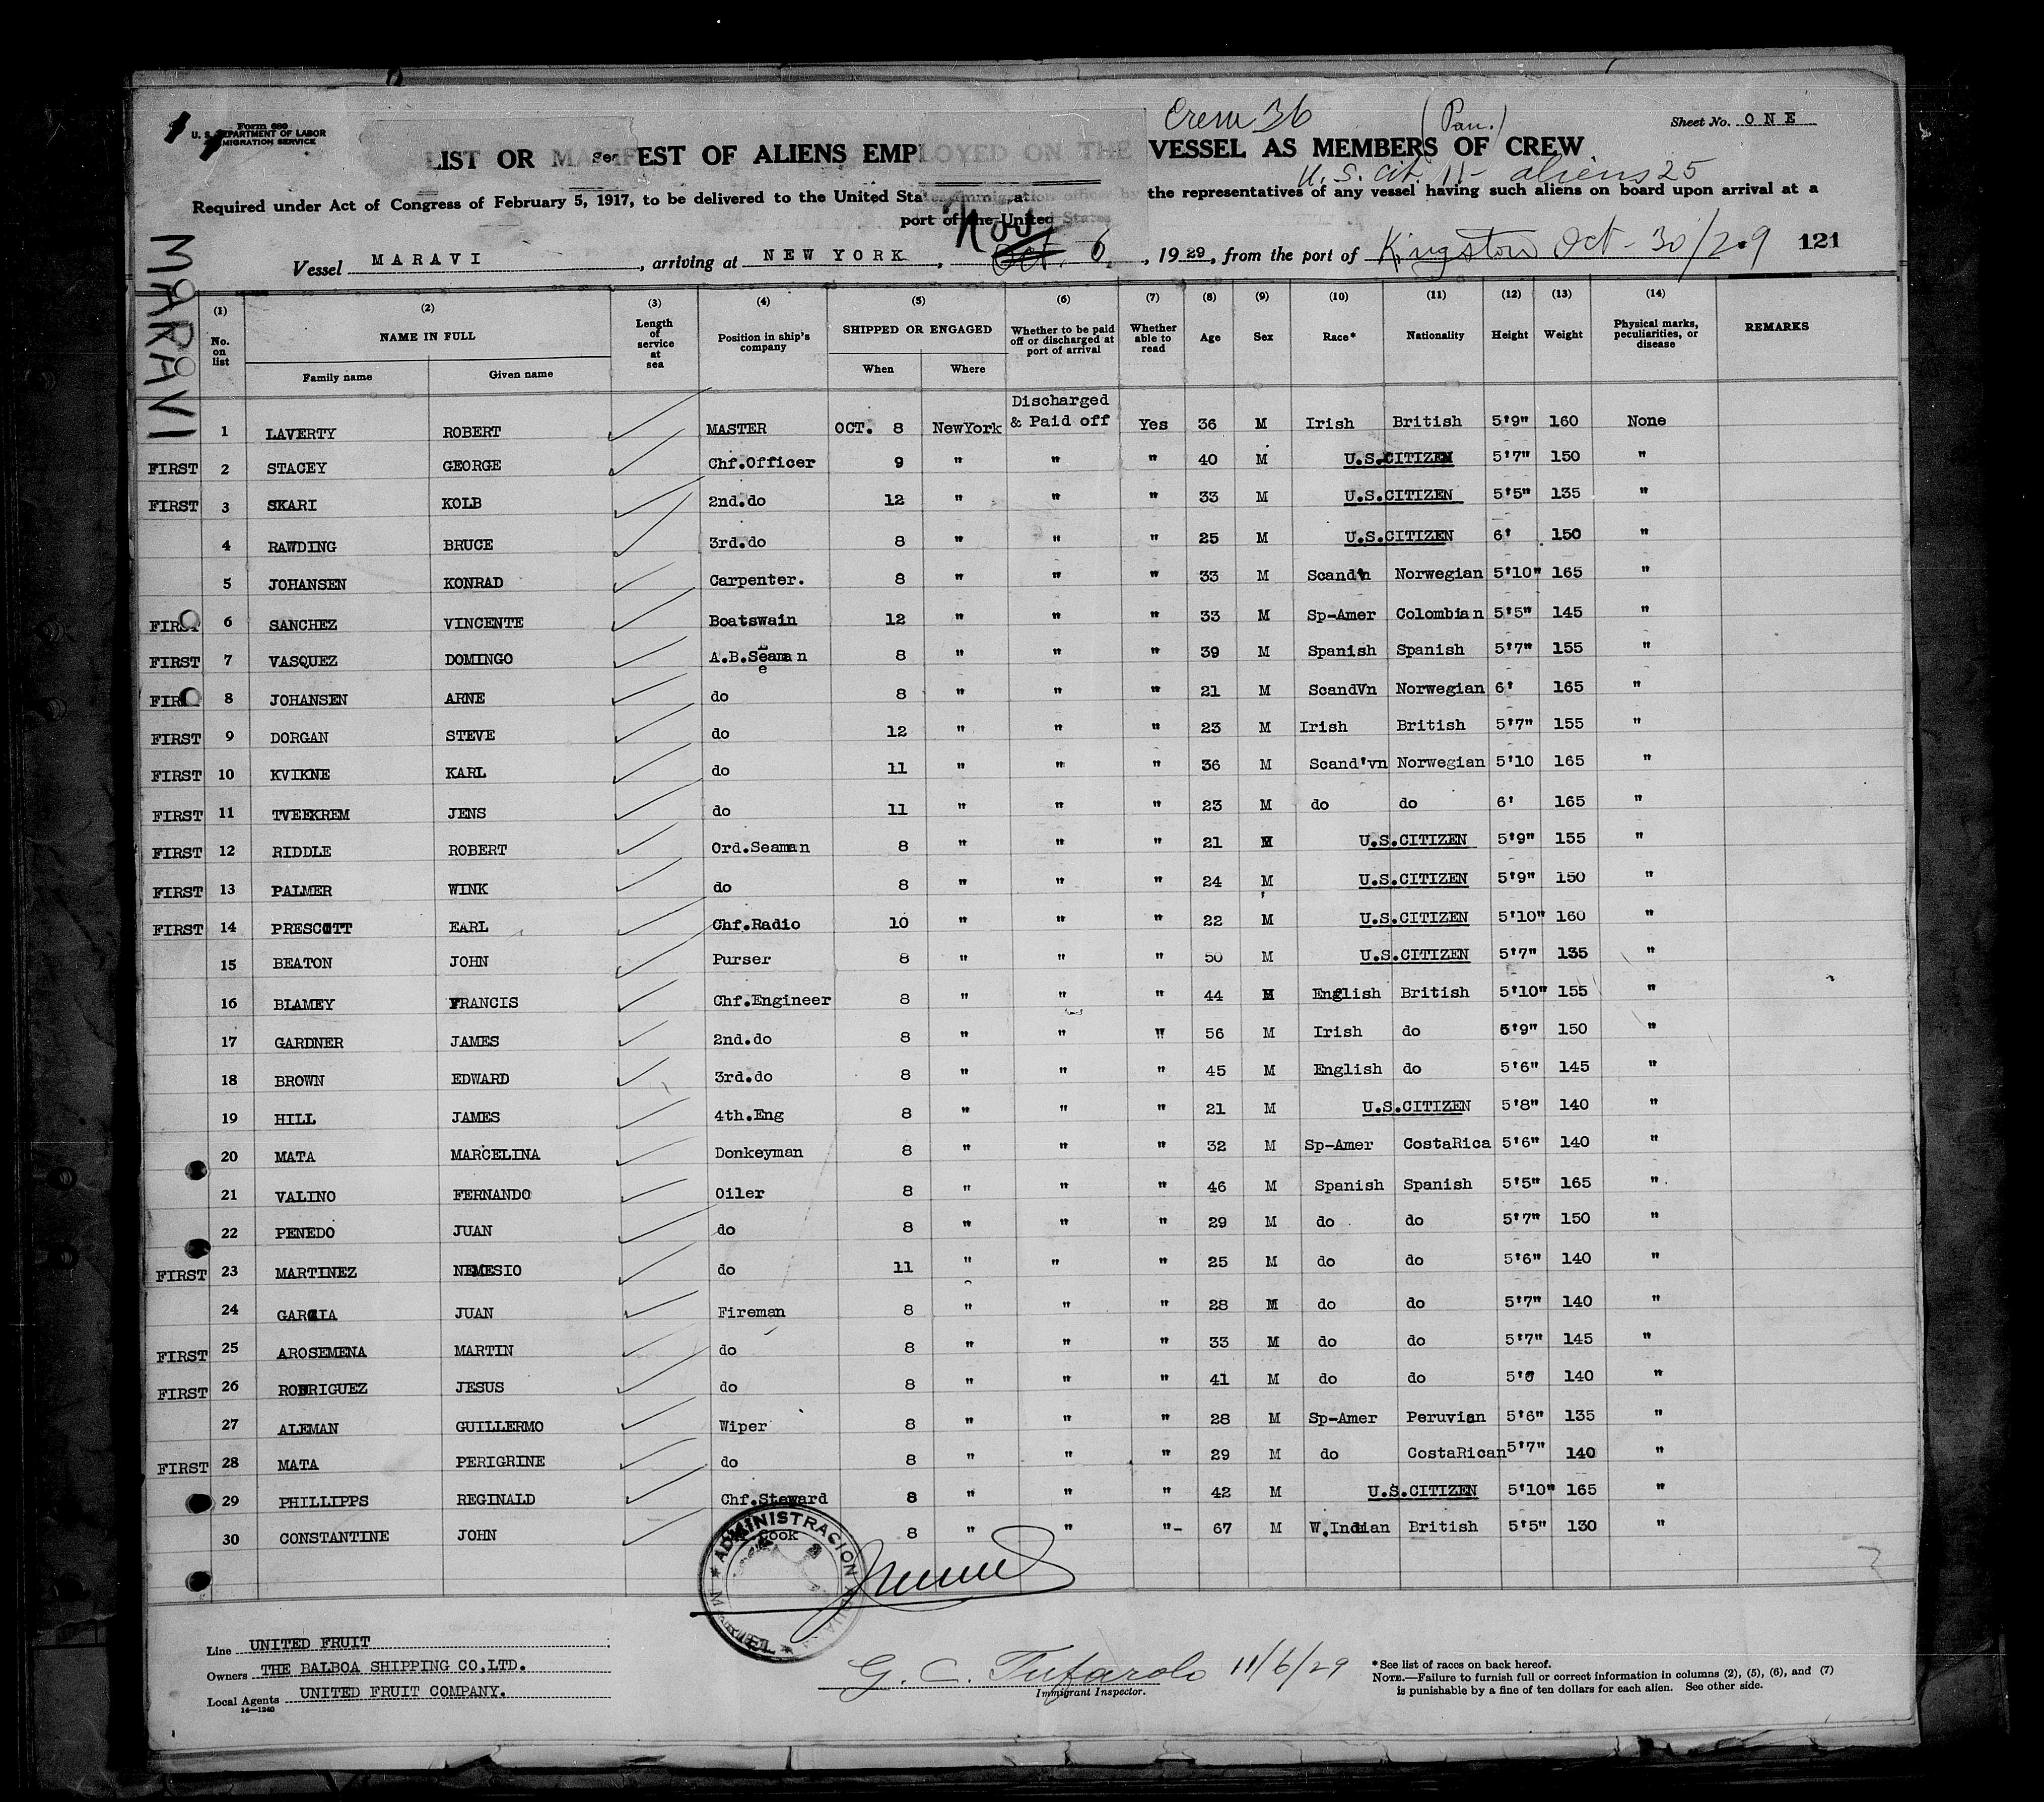 Form 680
U. S. DEPARTMENT OF LABOR
IMMIGRATION SERVICE
Crew 36 (Pan.)
Sheet No. ONE
LIST OR MANIFEST OF ALIENS EMPLOYED ON THE VESSEL AS MEMBERS OF CREW
U.S. cit. 11- aliens 25
Required under Act of Congress of February 5, 1917, to be delivered to the United States immigration officer by the representatives of any vessel having such aliens on board upon arrival at a
port of the United States
MARAVI
Vessel MARAVI, arriving at NEW YORK, Oct. Nov 6, 1929, from the port of Kingston Oct-30/29 121
(1) (2) (3) (4) (5) (6) (7) (8) (9) (10) (11) (12) (13) (14)
No. on list NAME IN FULL Family name Given name Length of service at sea Position in ship's company SHIPPED OR ENGAGED When Where Whether to be paid off or discharged at port of arrival Whether able to read Age Sex Race* Nationality Height Weight Physical marks, peculiarities, or disease REMARKS
1 LAVERTY ROBERT MASTER OCT. 8 NewYork Discharged & Paid off Yes 36 M Irish British 5'9" 160 None
FIRST 2 STACEY GEORGE Chf.Officer 9 " " " 40 M U.S.CITIZEN 5'7" 150 "
FIRST 3 SKARI KOLB 2nd.do 12 " " " 33 M U.S.CITIZEN 5'5" 135 "
4 RAWDING BRUCE 3rd.do 8 " " " 25 M U.S.CITIZEN 6' 150 "
5 JOHANSEN KONRAD Carpenter. 8 " " " 33 M Scand'n Norwegian 5'10" 165 "
FIRST 6 SANCHEZ VINCENTE Boatswain 12 " " " 33 M Sp-Amer Colombian 5'5" 145 "
FIRST 7 VASQUEZ DOMINGO A.B.Seaman 8 " " " 39 M Spanish Spanish 5'7" 155 "
FIRST 8 JOHANSEN ARNE do 8 " " " 21 M ScandVn Norwegian 6' 165 "
FIRST 9 DORGAN STEVE do 12 " " " 23 M Irish British 5'7" 155 "
FIRST 10 KVIKNE KARL do 11 " " " 36 M Scand'vn Norwegian 5'10 165 "
FIRST 11 TVEEKREM JENS do 11 " " " 23 M do do 6' 165 "
FIRST 12 RIDDLE ROBERT Ord.Seaman 8 " " " 21 M U.S.CITIZEN 5'9" 155 "
FIRST 13 PALMER WINK do 8 " " " 24 M U.S.CITIZEN 5'9" 150 "
FIRST 14 PRESCOTT EARL Chf.Radio 10 " " " 22 M U.S.CITIZEN 5'10" 160 "
15 BEATON JOHN Purser 8 " " " 50 M U.S.CITIZEN 5'7" 135 "
16 BLAMEY FRANCIS Chf.Engineer 8 " " " 44 M English British 5'10" 155 "
17 GARDNER JAMES 2nd.do 8 " " " 56 M Irish do 5'9" 150 "
18 BROWN EDWARD 3rd.do 8 " " " 45 M English do 5'6" 145 "
19 HILL JAMES 4th.Eng 8 " " " 21 M U.S.CITIZEN 5'8" 140 "
20 MATA MARCELINA Donkeyman 8 " " " 32 M Sp-Amer CostaRica 5'6" 140 "
21 VALINO FERNANDO Oiler 8 " " " 46 M Spanish Spanish 5'5" 165 "
22 PENEDO JUAN do 8 " " " 29 M do do 5'7" 150 "
FIRST 23 MARTINEZ NEMESIO do 11 " " " 25 M do do 5'6" 140 "
24 GARCIA JUAN Fireman 8 " " " 28 M do do 5'7" 140 "
FIRST 25 AROSEMENA MARTIN do 8 " " " 33 M do do 5'7" 145 "
FIRST 26 RODRIGUEZ JESUS do 8 " " " 41 M do do 140 "
27 ALEMAN GUILLERMO Wiper 8 " " " 28 M Sp-Amer Peruvian 5'6" 135 "
FIRST 28 MATA PERIGRINE do 8 " " " 29 M do CostaRican 5'7" 140 "
29 PHILLIPPS REGINALD Chf.Steward 8 " " " 42 M U.S.CITIZEN 5'10" 165 "
30 CONSTANTINE JOHN Cook 8 " " "- 67 M W.Indian British 5'5" 130 "
ADMINISTRACION
Line UNITED FRUIT
Owners THE BALBOA SHIPPING CO,LTD.
Local Agents UNITED FRUIT COMPANY.
14—1240
G. C. Tufarolo 11/6/29
Immigrant Inspector.
*See list of races on back hereof.
NOTE.—Failure to furnish full or correct information in columns (2), (5), (6), and (7)
is punishable by a fine of ten dollars for each alien. See other side.